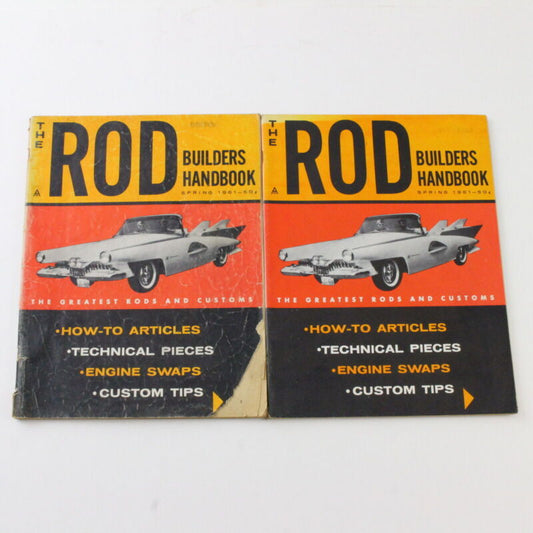 THE
ROD
BUILDERS
HANDBOOK
SPRING 1961-50¢
THE GREATEST RODS AND CUSTOMS
•HOW-TO ARTICLES
•TECHNICAL PIECES
•ENGINE SWAPS
•CUSTOM TIPS
THE
ROD
BUILDERS
HANDBOOK
SPRING 1961-50¢
THE GREATEST RODS AND CUSTOMS
•HOW-TO ARTICLES
•TECHNICAL PIECES
•ENGINE SWAPS
•CUSTOM TIPS